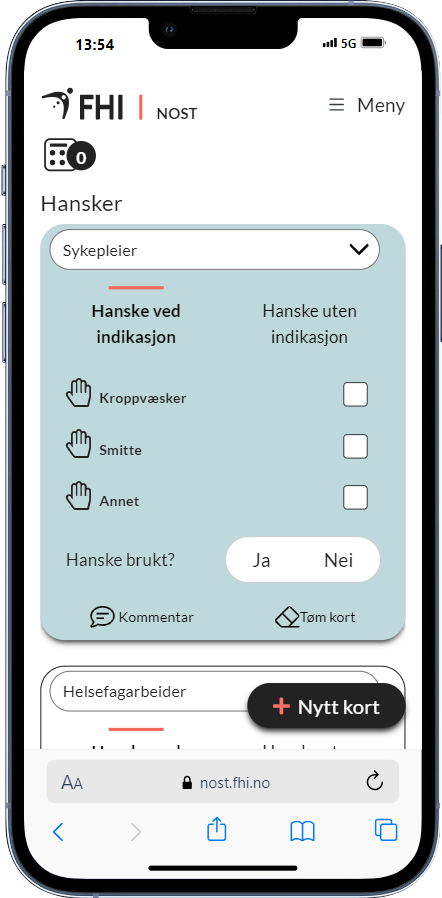 13:54
5G
FHI | NOST
Meny
0
Hansker
Sykepleier
Hanske ved
indikasjon
Hanske uten
indikasjon
Kroppvæsker
Smitte
Annet
Hanske brukt?
Ja
Nei
Kommentar
Tøm kort
Helsefagarbeider
+ Nytt kort
AA
nost.fhi.no